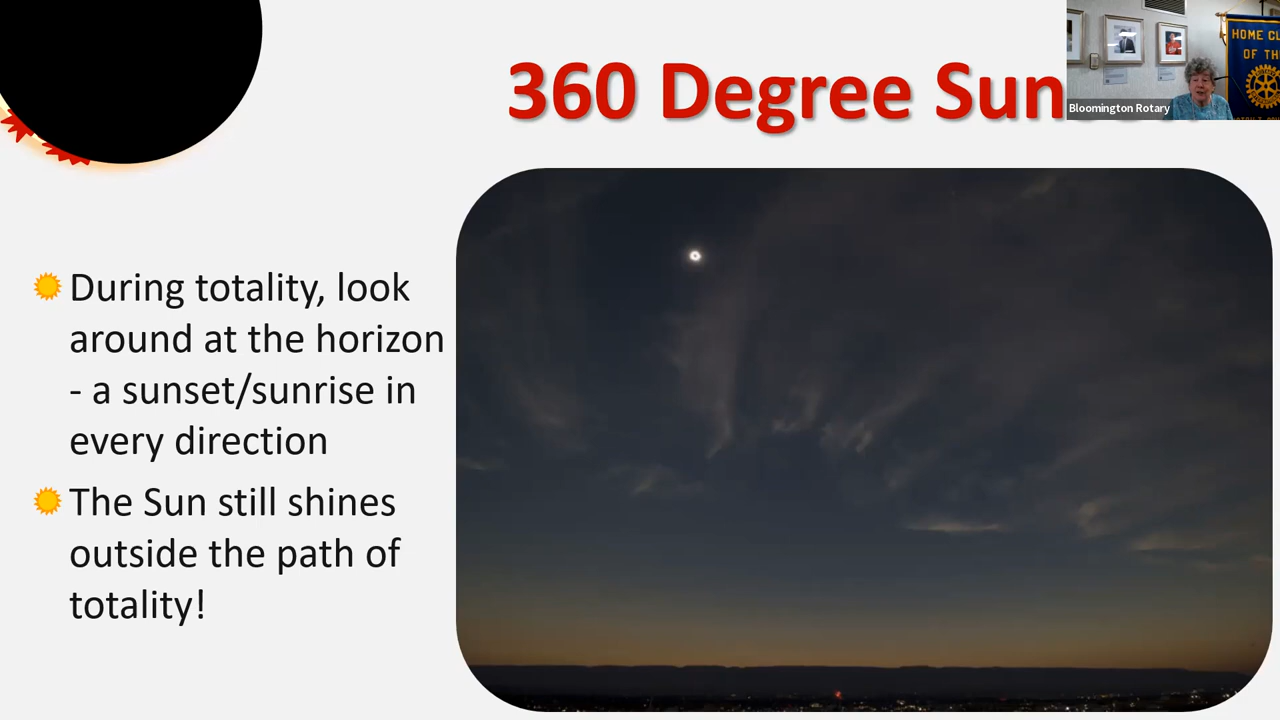 360 Degree Sun
Bloomington Rotary
HOME CL
OF TH
During totality, look
around at the horizon
- a sunset/sunrise in
every direction
The Sun still shines
outside the path of
totality!